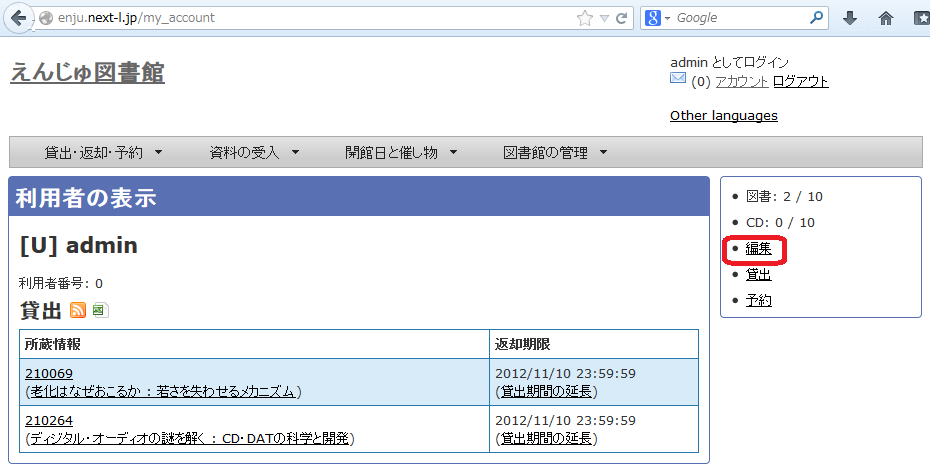 enju.next-l.jp/my_account
Google
えんじゅ図書館
admin としてログイン
(0) アカウント ログアウト
Other languages
貸出・返却・予約 資料の受入 開館日と催し物 図書館の管理
利用者の表示
[U] admin
利用者番号: 0
貸出
所蔵情報 返却期限
210069 2012/11/10 23:59:59
(老化はなぜおこるか : 若さを失わせるメカニズム) (貸出期間の延長)
210264 2012/11/10 23:59:59
(ディジタル・オーディオの謎を解く : CD・DATの科学と開発) (貸出期間の延長)
図書: 2 / 10
CD: 0 / 10
編集
貸出
予約